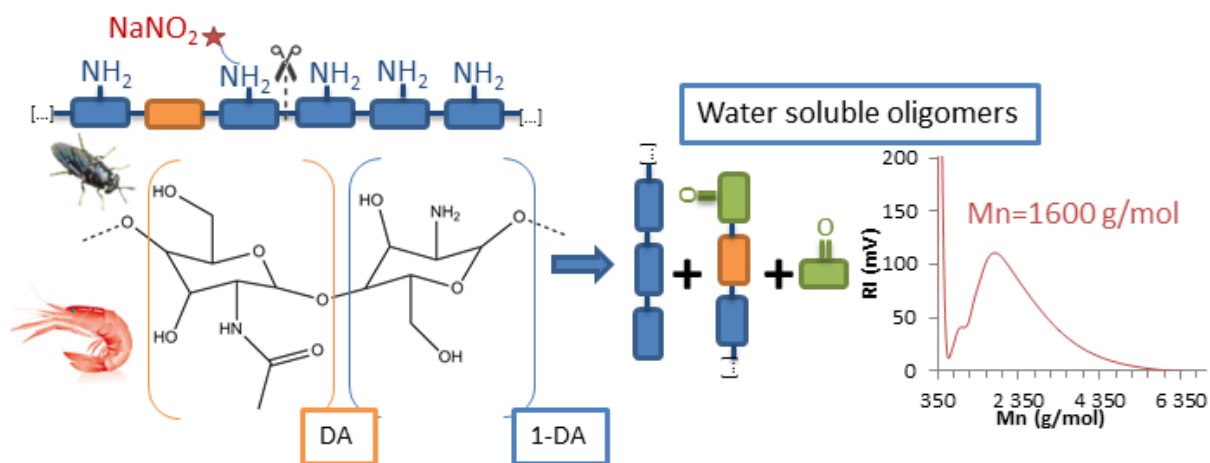 NaNO₂
NH₂ NH₂ NH₂ NH₂ NH₂
[...] [...]
HO
O
O
HO
HN
O
O
HO
NH₂
O
O
OH
DA
1-DA
Water soluble oligomers
[...]
O
+ + O
[...]
RI (mV)
200
150
100
50
0
Mn=1600 g/mol
350 2 350 4 350 6 350
Mn (g/mol)